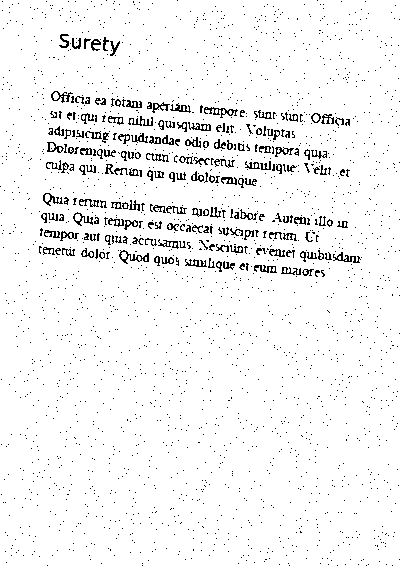 Surety
Officia ea totam aperiam, tempore, sunt sunt. Officia
sit et qui rem nihil quisquam elit. Voluptas
adipisicing repudiandae odio debitis tempora quia.
Doloremque quo cum consectetur, similique. Velit, et
culpa qui. Rerum qui qui doloremque.
Quia rerum mollit tenetur mollit labore. Autem illo in
quia. Quia tempor est occaecat suscipit rerum. Ut
tempor aut quia accusamus. Nesciunt, eveniet quibusdam
tenetur dolor. Quod quos similique et eum maiores